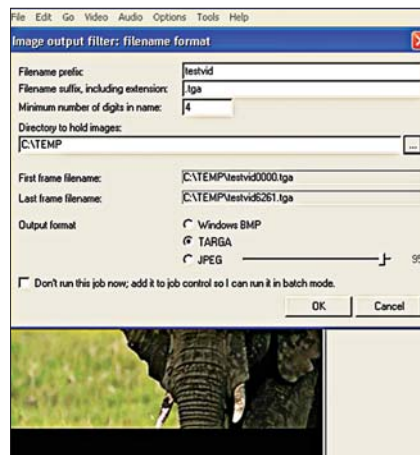 File Edit Go Video Audio Options Tools Help
Image output filter: filename format
Filename prefix: testvid
Filename suffix, including extension: .tga
Minimum number of digits in name: 4
Directory to hold images:
C:\TEMP ...
First frame filename: C:\TEMP\testvid0000.tga
Last frame filename: C:\TEMP\testvid6261.tga
Output format Windows BMP
TARGA
JPEG 95
Don't run this job now; add it to job control so I can run it in batch mode.
OK Cancel